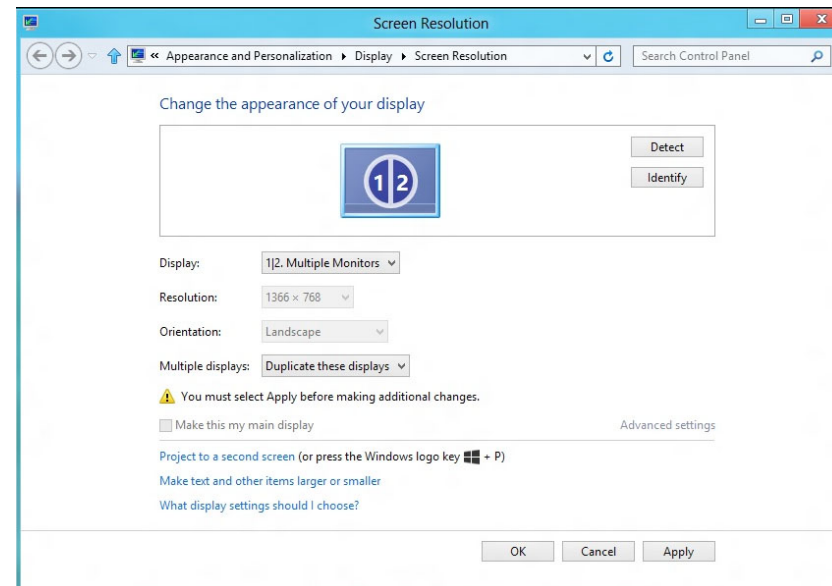 Screen Resolution
« Appearance and Personalization ▸ Display ▸ Screen Resolution
Search Control Panel
Change the appearance of your display
1|2
Detect
Identify
Display: 1|2. Multiple Monitors
Resolution: 1366 × 768
Orientation: Landscape
Multiple displays: Duplicate these displays
You must select Apply before making additional changes.
Make this my main display Advanced settings
Project to a second screen (or press the Windows logo key + P)
Make text and other items larger or smaller
What display settings should I choose?
OK Cancel Apply